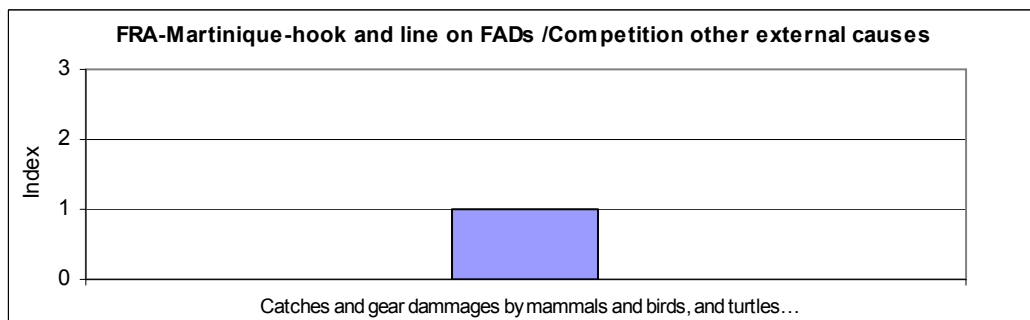 FRA-Martinique-hook and line on FADs /Competition other external causes
3
2
1
0
Index
Catches and gear dammages by mammals and birds, and turtles…